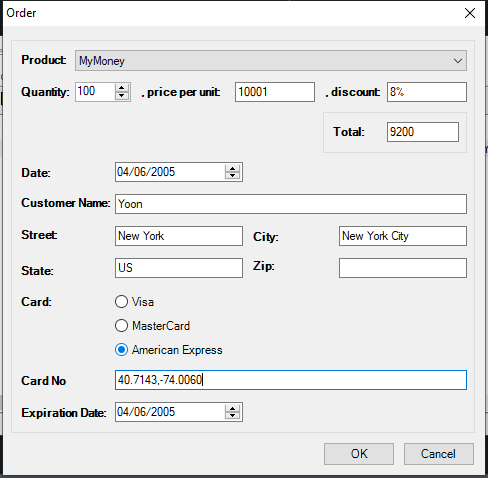 Order
Product: MyMoney
Quantity: 100 , price per unit: 10001 , discount: 8%
Total: 9200
Date: 04/06/2005
Customer Name: Yoon
Street: New York City: New York City
State: US Zip:
Card: Visa
MasterCard
American Express
Card No 40.7143,-74.0060
Expiration Date: 04/06/2005
OK Cancel